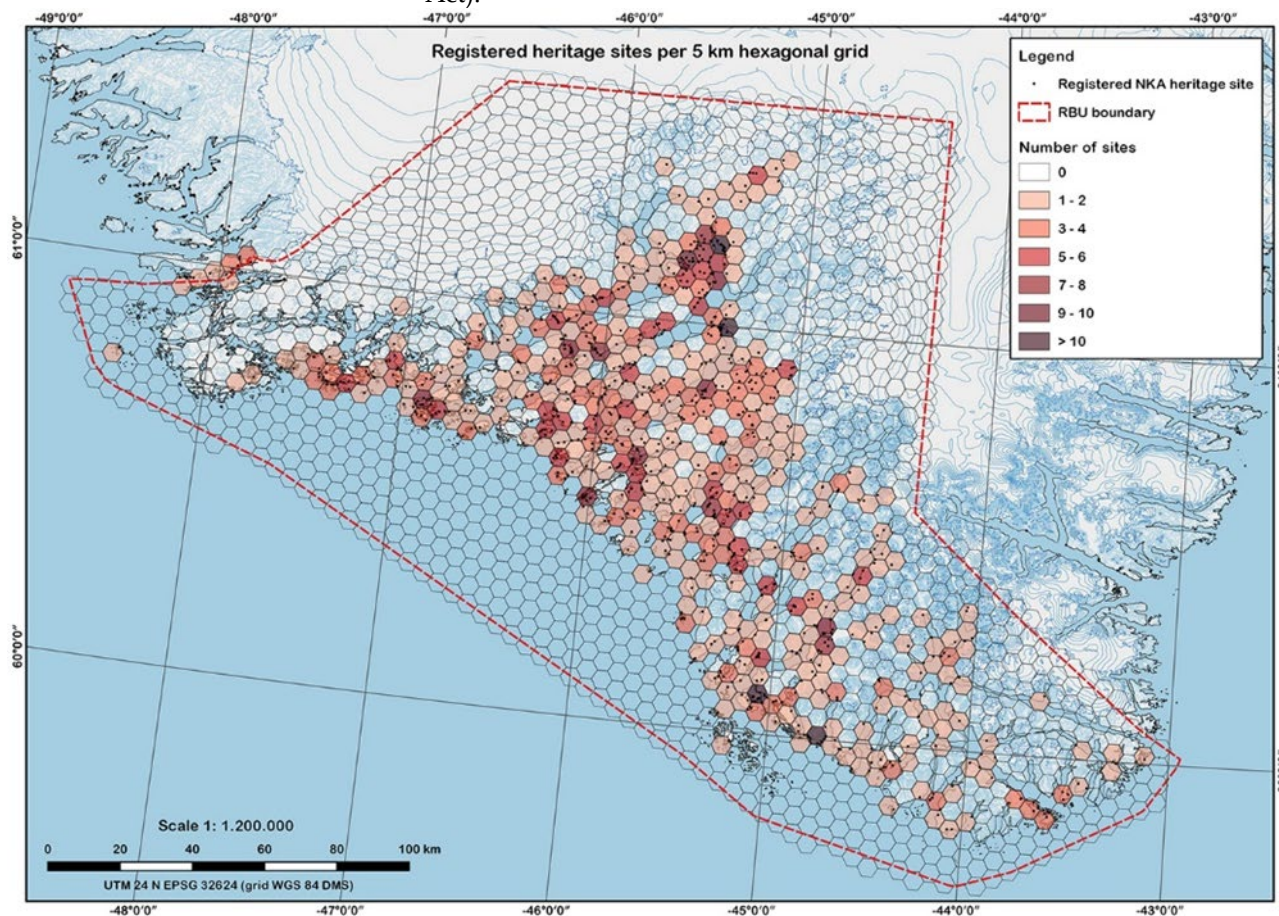 Act).
-49°0'0" -48°0'0" -47°0'0" -46°0'0" -45°0'0" -44°0'0" -43°0'0"
Registered heritage sites per 5 km hexagonal grid
Legend
Registered NKA heritage site
RBU boundary
Number of sites
0
1 - 2
3 - 4
5 - 6
7 - 8
9 - 10
> 10
61°0'0"
60°0'0"
Scale 1: 1.200.000
0 20 40 60 80 100 km
UTM 24 N EPSG 32624 (grid WGS 84 DMS)
-48°0'0" -47°0'0" -46°0'0" -45°0'0" -44°0'0" -43°0'0"